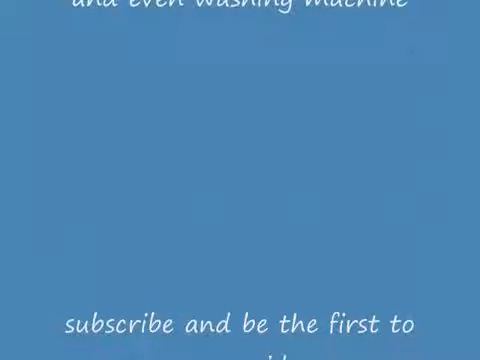 and even washing machine
subscribe and be the first to